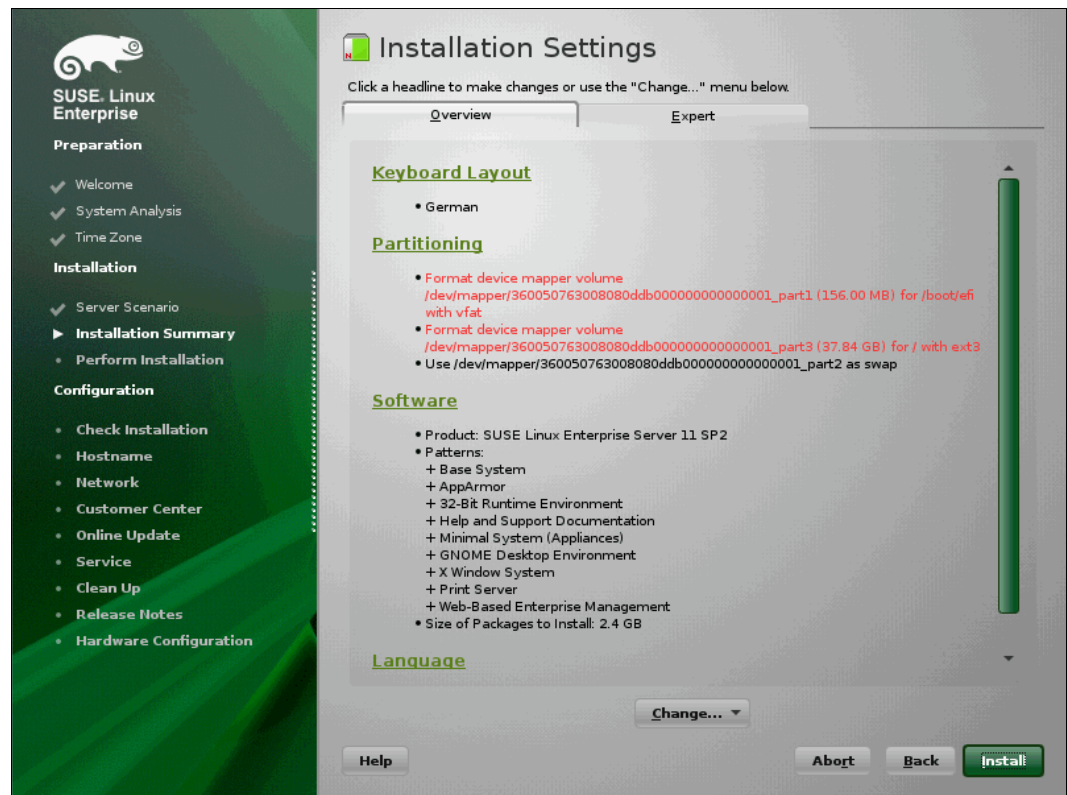 SUSE. Linux
Enterprise
Preparation
Welcome
System Analysis
Time Zone
Installation
Server Scenario
Installation Summary
Perform Installation
Configuration
Check Installation
Hostname
Network
Customer Center
Online Update
Service
Clean Up
Release Notes
Hardware Configuration
Installation Settings
Click a headline to make changes or use the "Change..." menu below.
Overview
Expert
Keyboard Layout
• German
Partitioning
• Format device mapper volume
/dev/mapper/360050763008080ddb000000000000001_part1 (156.00 MB) for /boot/efi
with vfat
• Format device mapper volume
/dev/mapper/360050763008080ddb000000000000001_part3 (37.84 GB) for / with ext3
• Use /dev/mapper/360050763008080ddb000000000000001_part2 as swap
Software
• Product: SUSE Linux Enterprise Server 11 SP2
• Patterns:
+ Base System
+ AppArmor
+ 32-Bit Runtime Environment
+ Help and Support Documentation
+ Minimal System (Appliances)
+ GNOME Desktop Environment
+ X Window System
+ Print Server
+ Web-Based Enterprise Management
• Size of Packages to Install: 2.4 GB
Language
Change...
Help
Abort
Back
Install